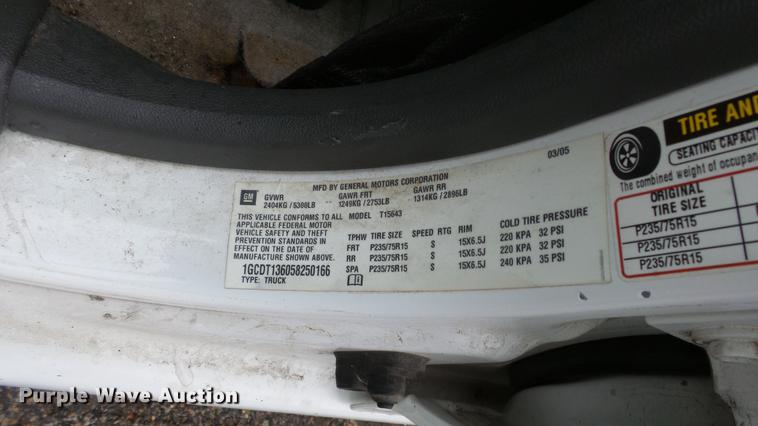 MFD BY GENERAL MOTORS CORPORATION 03/05
GM GVWR GAWR FRT GAWR RR
2404KG / 5300LB 1249KG / 2753LB 1314KG / 2896LB
THIS VEHICLE CONFORMS TO ALL MODEL T15643
APPLICABLE FEDERAL MOTOR
VEHICLE SAFETY AND THEFT
PREVENTION STANDARDS IN
EFFECT ON THE DATE OF
MANUFACTURE SHOWN ABOVE.
1GCDT136058250166
TYPE: TRUCK
COLD TIRE PRESSURE
TPHW TIRE SIZE SPEED RTG RIM
FRT P235/75R15 S 15X6.5J 220 KPA 32 PSI
RR P235/75R15 S 15X6.5J 220 KPA 32 PSI
SPA P235/75R15 S 15X6.5J 240 KPA 35 PSI
TIRE AND
SEATING CAPACI
The combined weight of occupan
ORIGINAL
TIRE SIZE
P235/75R15
P235/75R15
P235/75R15
Purple Wave Auction